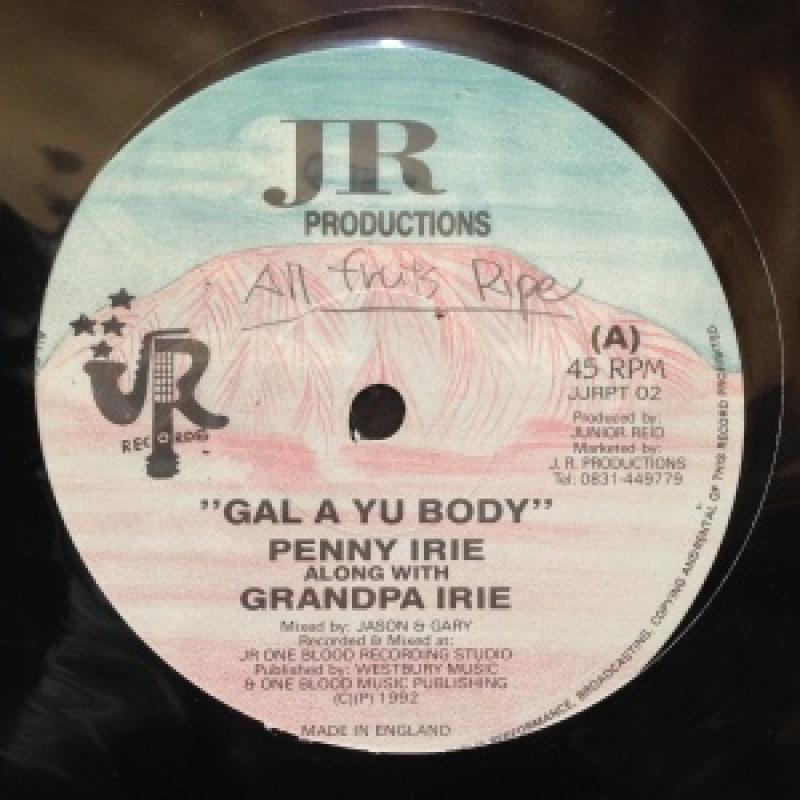 JR
PRODUCTIONS
All fruits Ripe
JR
RECORDS
(A)
45 RPM
JJRPT 02
Produced by:
JUNIOR REID
Marketed by:
J. R. PRODUCTIONS
Tel: 0831-449779
"GAL A YU BODY"
PENNY IRIE
ALONG WITH
GRANDPA IRIE
Mixed by: JASON & GARY
Recorded & Mixed at:
JR ONE BLOOD RECORDING STUDIO
Published by: WESTBURY MUSIC
& ONE BLOOD MUSIC PUBLISHING
(C)(P) 1992
MADE IN ENGLAND
PERFORMANCE, BROADCASTING, COPYING AND RENTAL OF THIS RECORD PROHIBITED